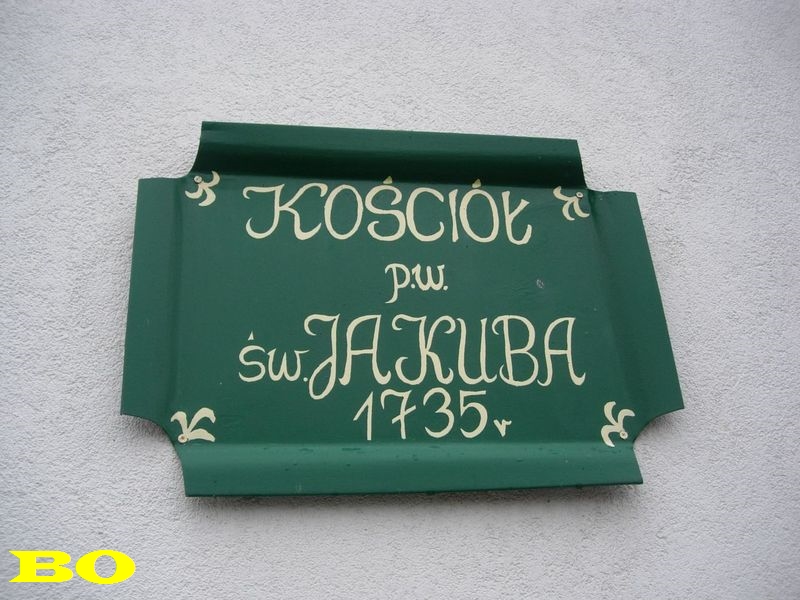 KOŚCIÓŁ
p.w.
św. JAKUBA
1735 r
BO